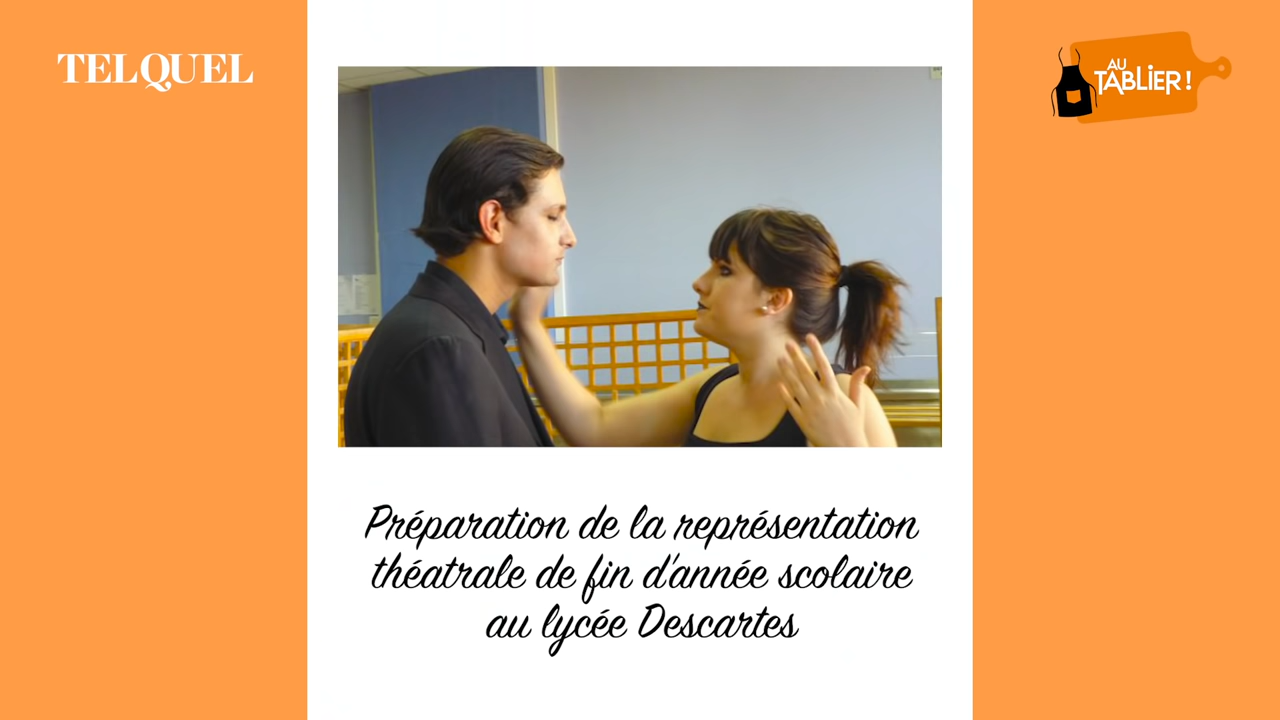 TELQUEL
AU
TABLiER !
Préparation de la représentation
théatrale de fin d'année scolaire
au lycée Descartes